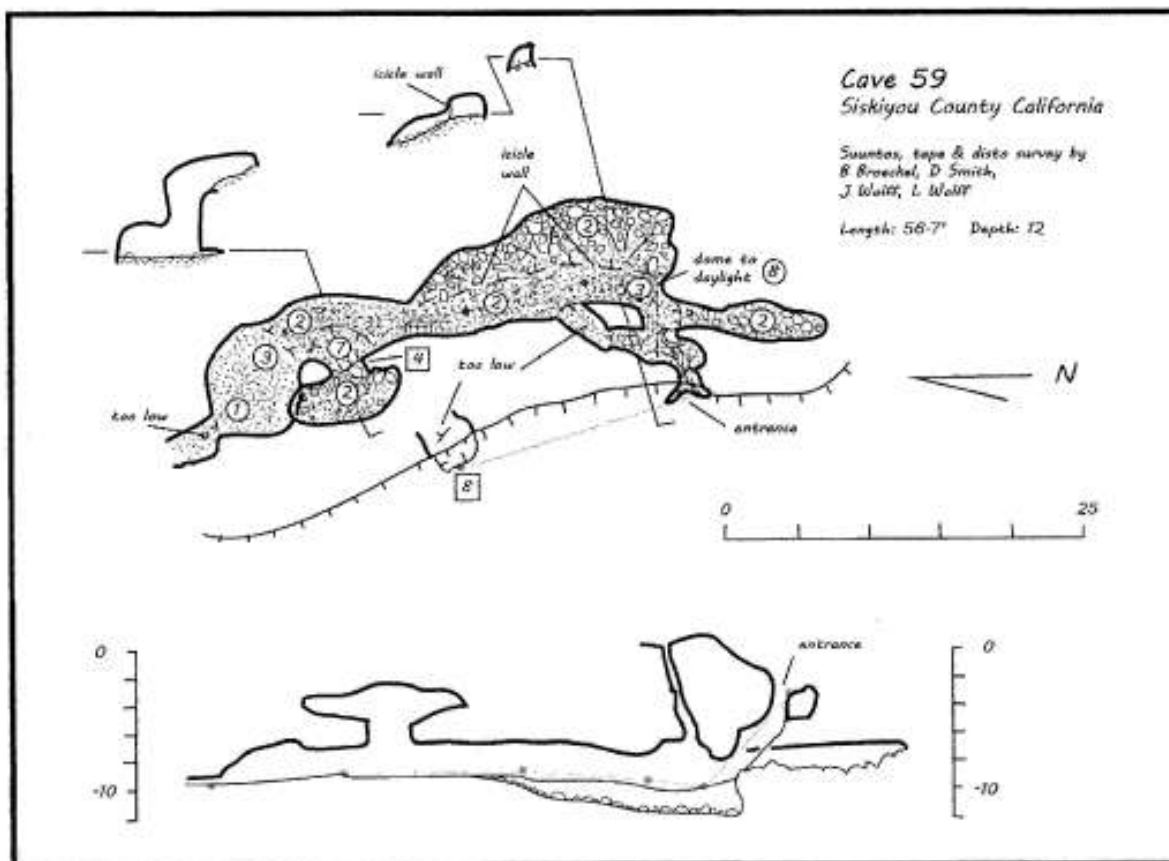 Cave 59
Siskiyou County California
Suuntos, tape & disto survey by
B Broeckel, D Smith,
J Wolff, L Wolff
Length: 56.7' Depth: 12
icicle wall
icicle
wall
2
dome to
daylight 8
3
2
2
2
7
4
3
2
1
too low
too low
8
entrance
N
0 25
0
entrance
0
-10
-10